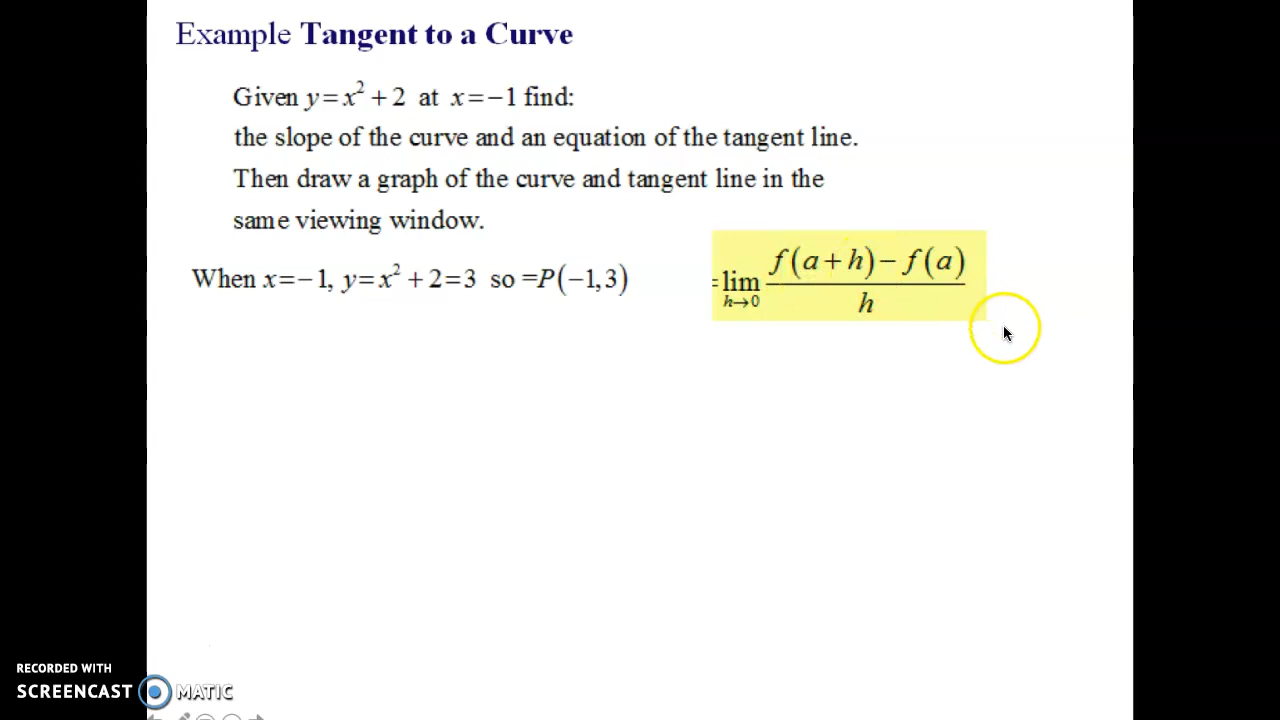 Example Tangent to a Curve
Given y=x²+2 at x=−1 find:
the slope of the curve and an equation of the tangent line.
Then draw a graph of the curve and tangent line in the
same viewing window.
When x=−1, y=x²+2=3 so =P(−1,3)
=lim h→0 f(a+h)−f(a) / h
RECORDED WITH
SCREENCAST MATIC